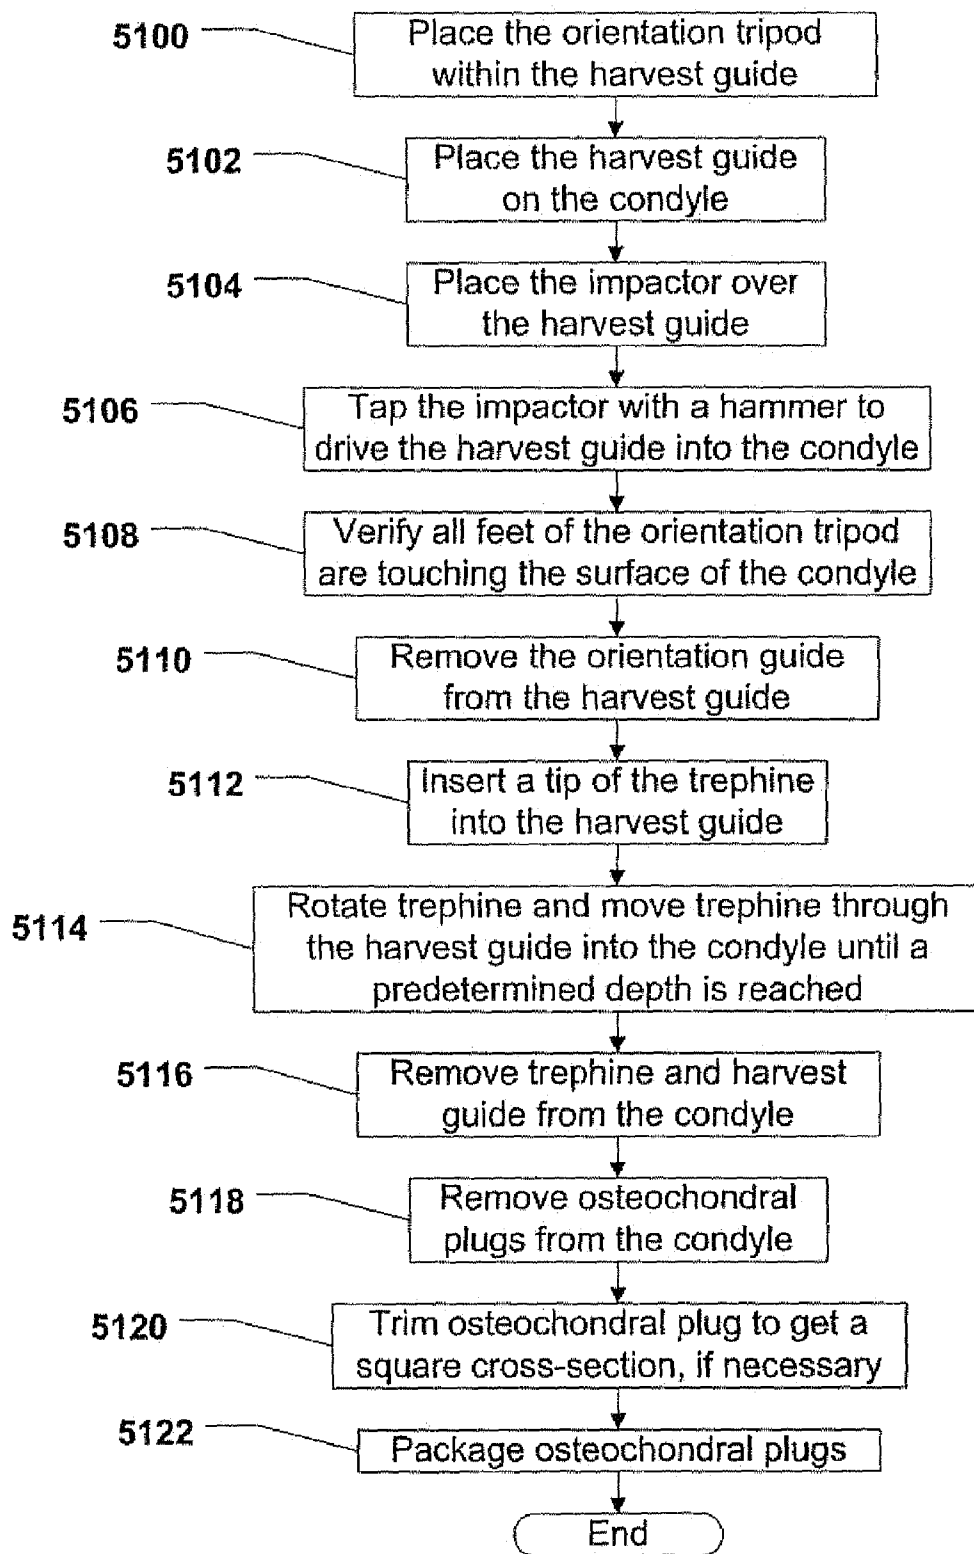 5100
Place the orientation tripod
within the harvest guide
5102
Place the harvest guide
on the condyle
5104
Place the impactor over
the harvest guide
5106
Tap the impactor with a hammer to
drive the harvest guide into the condyle
5108
Verify all feet of the orientation tripod
are touching the surface of the condyle
5110
Remove the orientation guide
from the harvest guide
5112
Insert a tip of the trephine
into the harvest guide
5114
Rotate trephine and move trephine through
the harvest guide into the condyle until a
predetermined depth is reached
5116
Remove trephine and harvest
guide from the condyle
5118
Remove osteochondral
plugs from the condyle
5120
Trim osteochondral plug to get a
square cross-section, if necessary
5122
Package osteochondral plugs
End